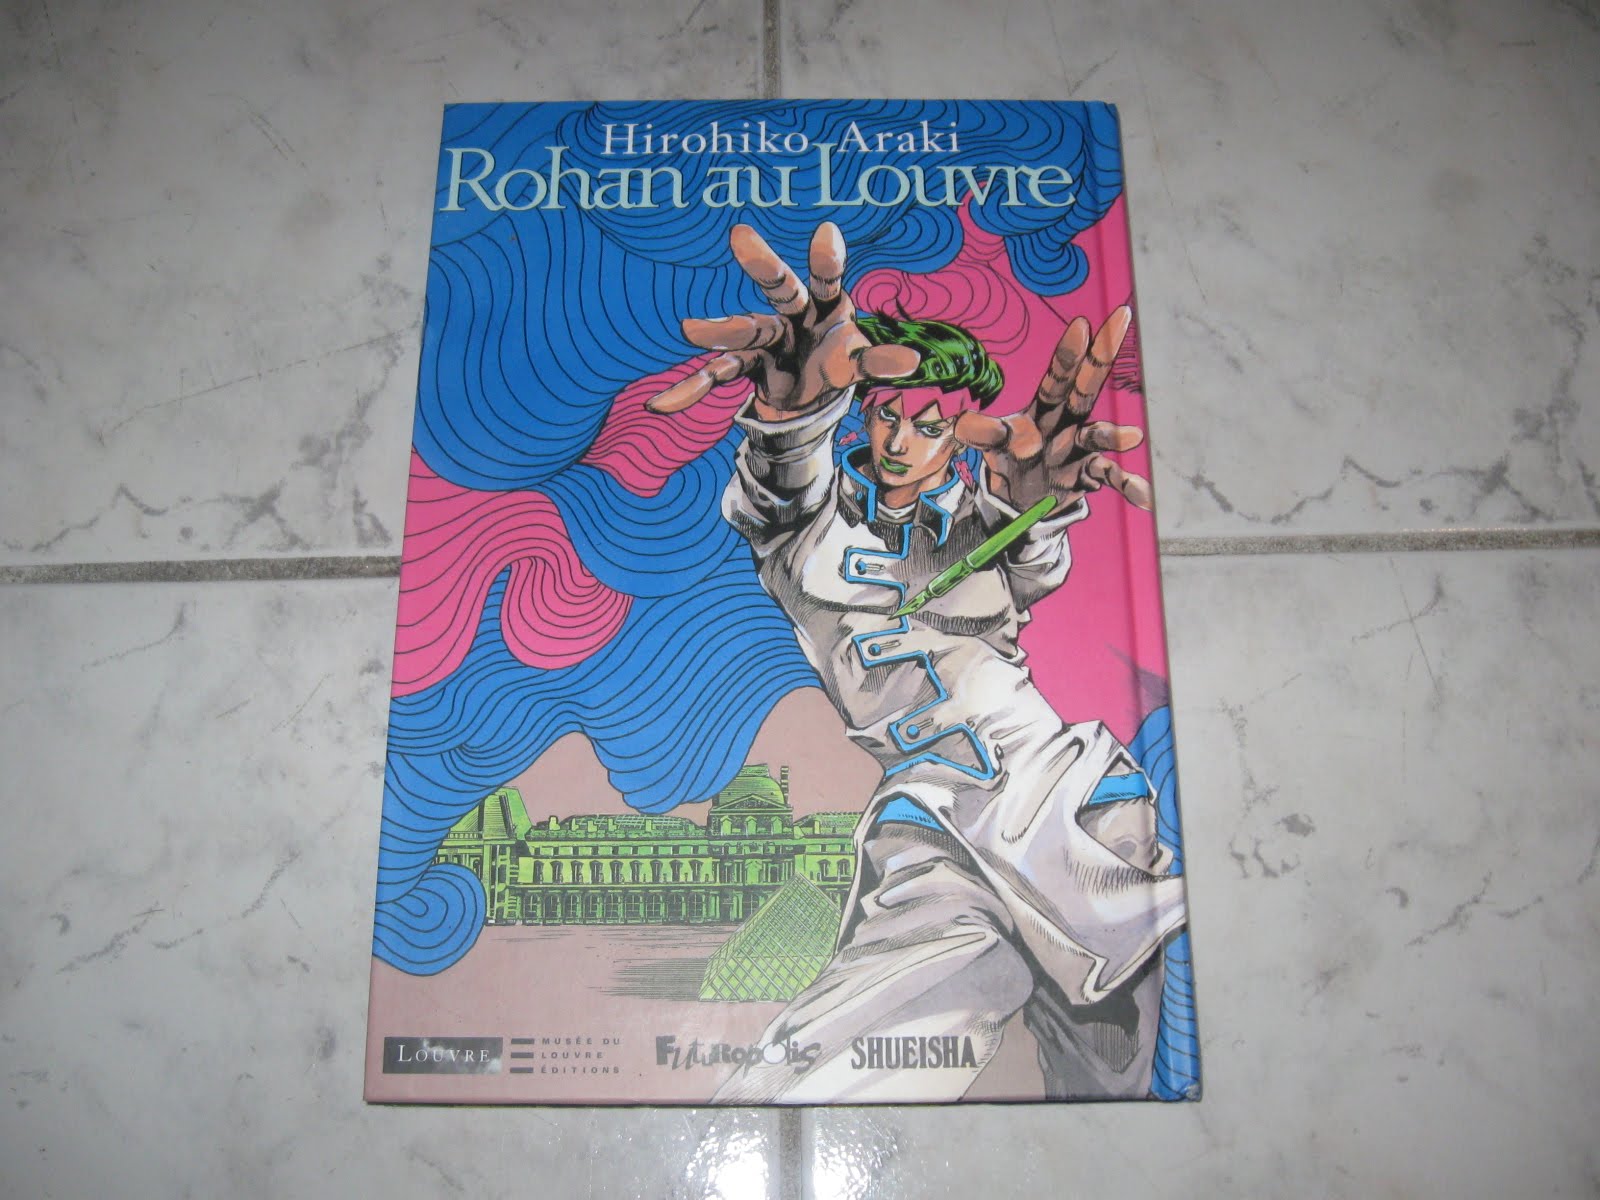 Hirohiko Araki
Rohan au Louvre
LOUVRE
MUSÉE DU
LOUVRE
ÉDITIONS
Futuropolis
SHUEISHA